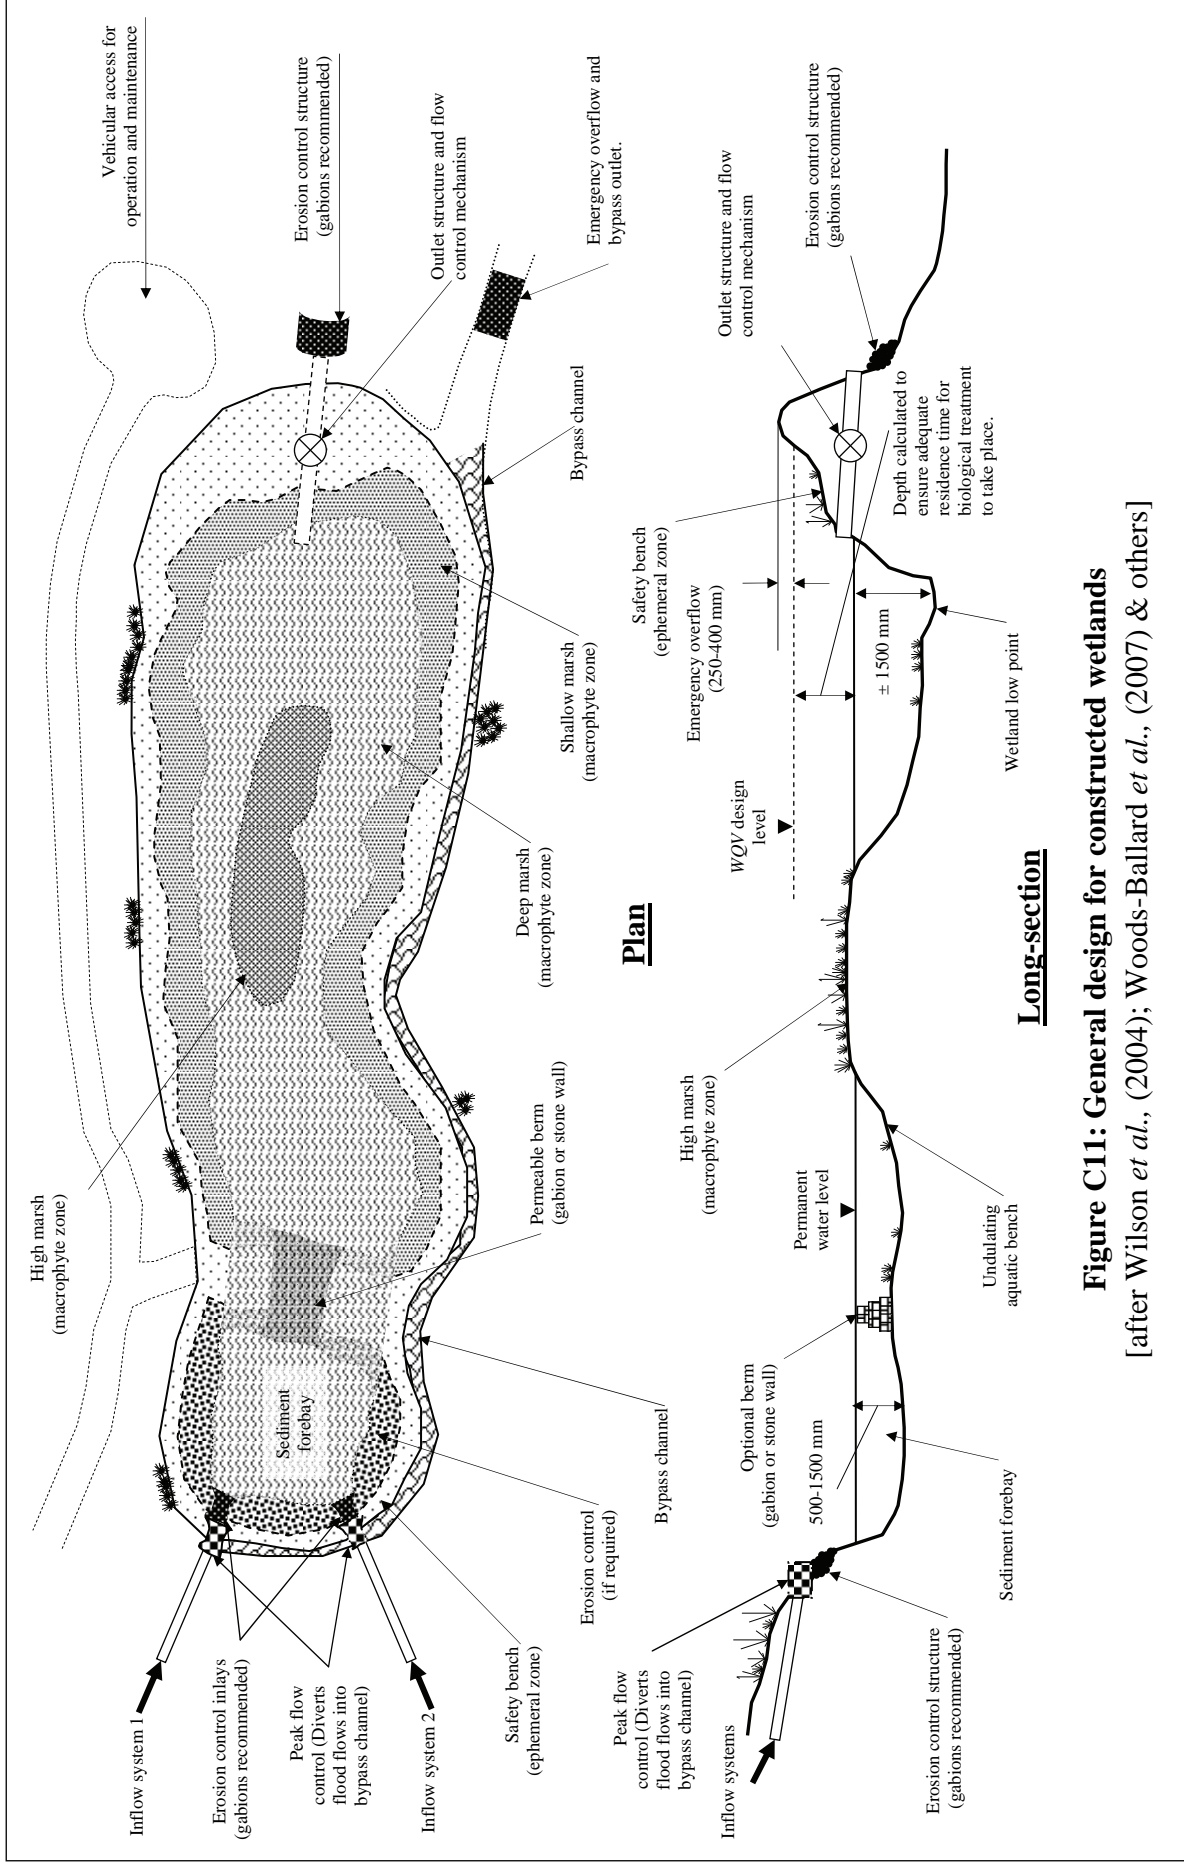 Inflow system 1
Erosion control inlays
(gabions recommended)
Peak flow
control (Diverts
flood flows into
bypass channel)
Inflow system 2
Safety bench
(ephemeral zone)
Erosion control
(if required)
Bypass channel
Sediment
forebay
High marsh
(macrophyte zone)
Permeable berm
(gabion or stone wall)
Deep marsh
(macrophyte zone)
Shallow marsh
(macrophyte zone)
Bypass channel
Vehicular access for
operation and maintenance
Erosion control structure
(gabions recommended)
Outlet structure and flow
control mechanism
Emergency overflow and
bypass outlet.
Plan
Peak flow
control (Diverts
flood flows into
bypass channel)
Inflow systems
Erosion control structure
(gabions recommended)
Optional berm
(gabion or stone wall)
500-1500 mm
Sediment forebay
Permanent
water level
Undulating
aquatic bench
High marsh
(macrophyte zone)
WQV design
level
Safety bench
(ephemeral zone)
Emergency overflow
(250-400 mm)
± 1500 mm
Wetland low point
Outlet structure and flow
control mechanism
Erosion control structure
(gabions recommended)
Depth calculated to
ensure adequate
residence time for
biological treatment
to take place.
Long-section
Figure C11: General design for constructed wetlands
[after Wilson et al., (2004); Woods-Ballard et al., (2007) & others]